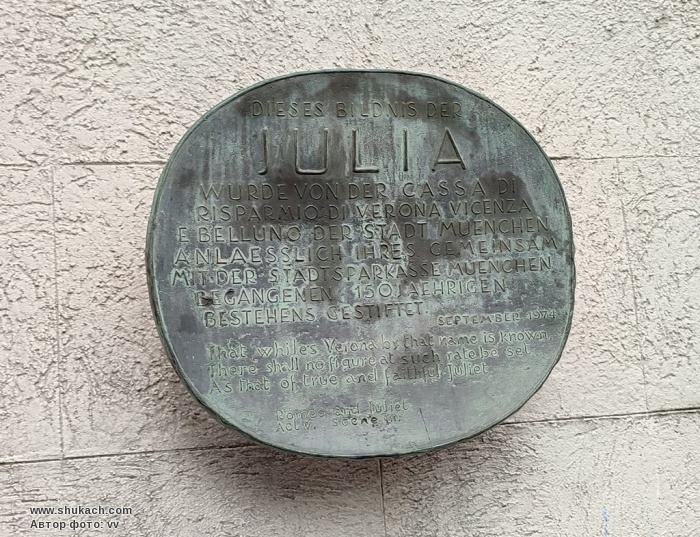 DIESES BILDNIS DER
JULIA
WURDE VON DER CASSA DI
RISPARMIO DI VERONA VICENZA
E BELLUNO DER STADT MUENCHEN
ANLAESSLICH IHRES GEMEINSAM
MIT DER STADTSPARKASSE MUENCHEN
BEGANGENEN 150JAEHRIGEN
BESTEHENS GESTIFTET.
SEPTEMBER 1974
That whiles Verona by that name is known,
There shall no figure at such rate be set
As that of true and faithful Juliet
Romeo and Juliet
Act V. Scene III.
www.shukach.com
Автор фото: vv